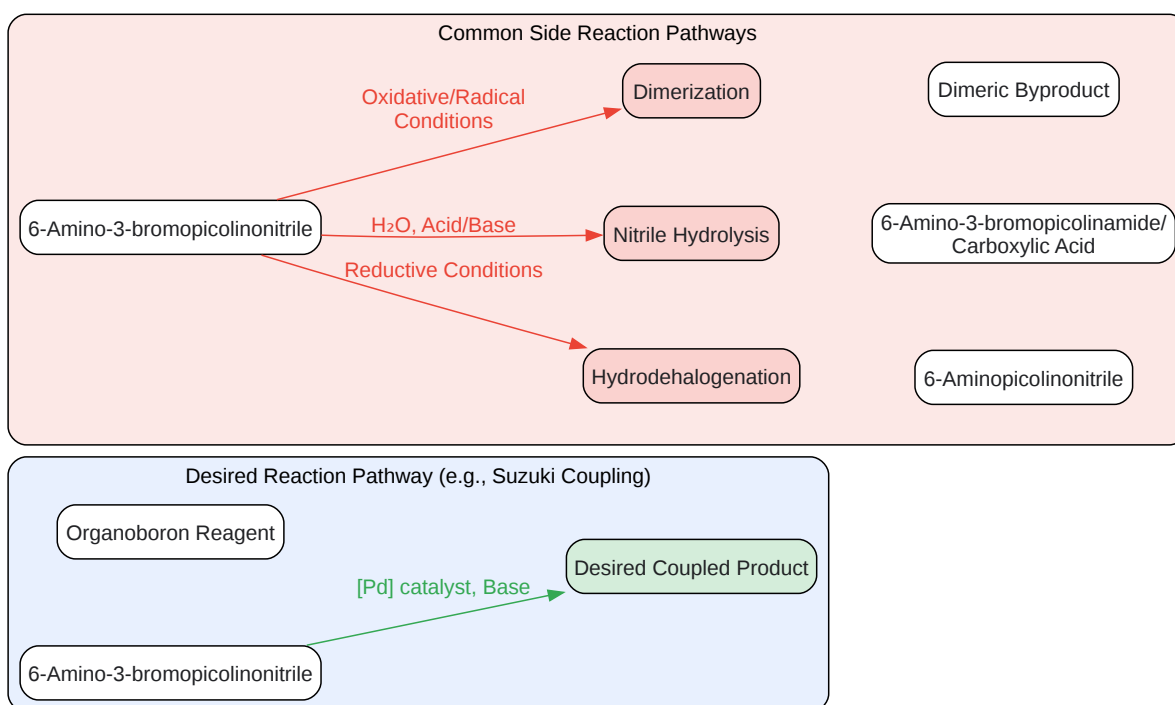 Common Side Reaction Pathways
Oxidative/Radical
Conditions
Dimerization
Dimeric Byproduct
6-Amino-3-bromopicolinonitrile
H₂O, Acid/Base
Nitrile Hydrolysis
6-Amino-3-bromopicolinamide/
Carboxylic Acid
Reductive Conditions
Hydrodehalogenation
6-Aminopicolinonitrile
Desired Reaction Pathway (e.g., Suzuki Coupling)
Organoboron Reagent
[Pd] catalyst, Base
Desired Coupled Product
6-Amino-3-bromopicolinonitrile